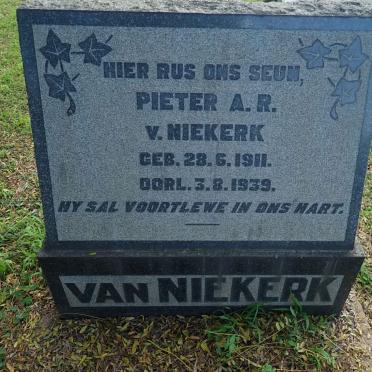 HIER RUS ONS SEUN,
PIETER A. R.
v. NIEKERK
GEB. 28. 6. 1911.
OORL. 3. 8. 1939.
HY SAL VOORTLEWE IN ONS HART.
VAN NIEKERK